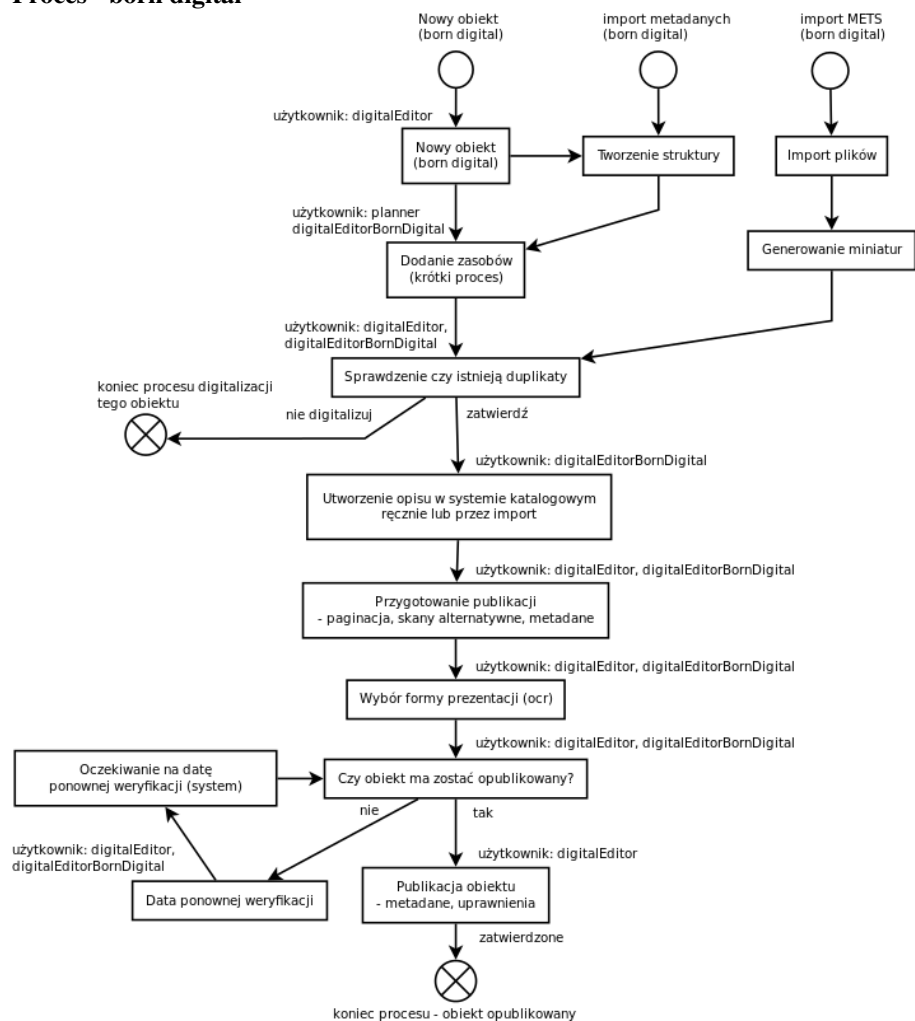 Proces - born digital
Nowy obiekt
(born digital)
import metadanych
(born digital)
import METS
(born digital)
użytkownik: digitalEditor
Nowy obiekt
(born digital)
Tworzenie struktury
Import plików
użytkownik: planner
digitalEditorBornDigital
Dodanie zasobów
(krótki proces)
Generowanie miniatur
użytkownik: digitalEditor,
digitalEditorBornDigital
Sprawdzenie czy istnieją duplikaty
koniec procesu digitalizacji
tego obiektu
nie digitalizuj
zatwierdź
użytkownik: digitalEditorBornDigital
Utworzenie opisu w systemie katalogowym
ręcznie lub przez import
użytkownik: digitalEditor, digitalEditorBornDigital
Przygotowanie publikacji
- paginacja, skany alternatywne, metadane
użytkownik: digitalEditor, digitalEditorBornDigital
Wybór formy prezentacji (ocr)
użytkownik: digitalEditor, digitalEditorBornDigital
Oczekiwanie na datę
ponownej weryfikacji (system)
Czy obiekt ma zostać opublikowany?
nie
tak
użytkownik: digitalEditor,
digitalEditorBornDigital
użytkownik: digitalEditor
Data ponownej weryfikacji
Publikacja obiektu
- metadane, uprawnienia
zatwierdzone
koniec procesu - obiekt opublikowany